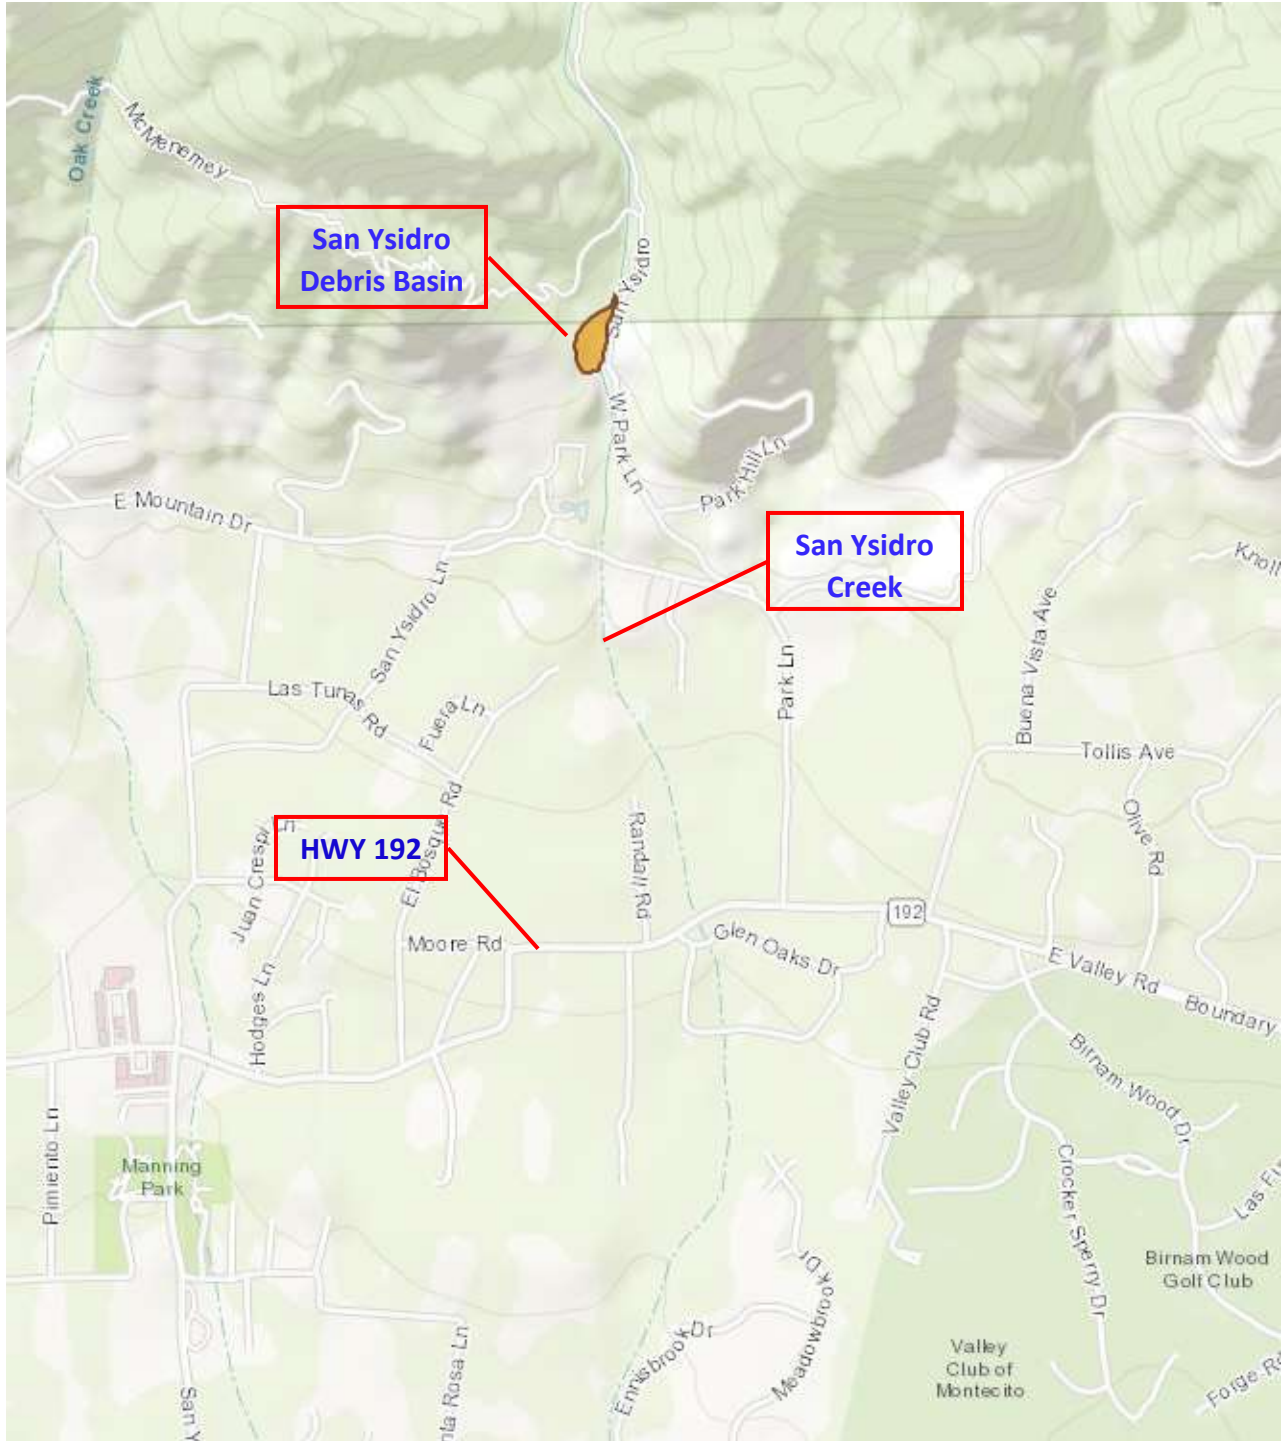 Oak Creek
McMenemey
San Ysidro
Debris Basin
San Ysidro
W Park Ln
Park Hill Ln
E Mountain Dr
San Ysidro
Creek
Knoll
San Ysidro Ln
Buena Vista Ave
Las Tunas Rd
Fuera Ln
Park Ln
Tollis Ave
Olive Rd
HWY 192
Juan Crespi Ln
El Bosque Rd
Randall Rd
192
Moore Rd
Glen Oaks Dr
E Valley Rd
Boundary
Hodges Ln
Valley Club Rd
Birnam Wood Dr
Pimiento Ln
Manning
Park
Crocker Sperry Dr
Birnam Wood
Golf Club
Meadowbrook Dr
Ennisbrook Dr
Valley
Club of
Montecito